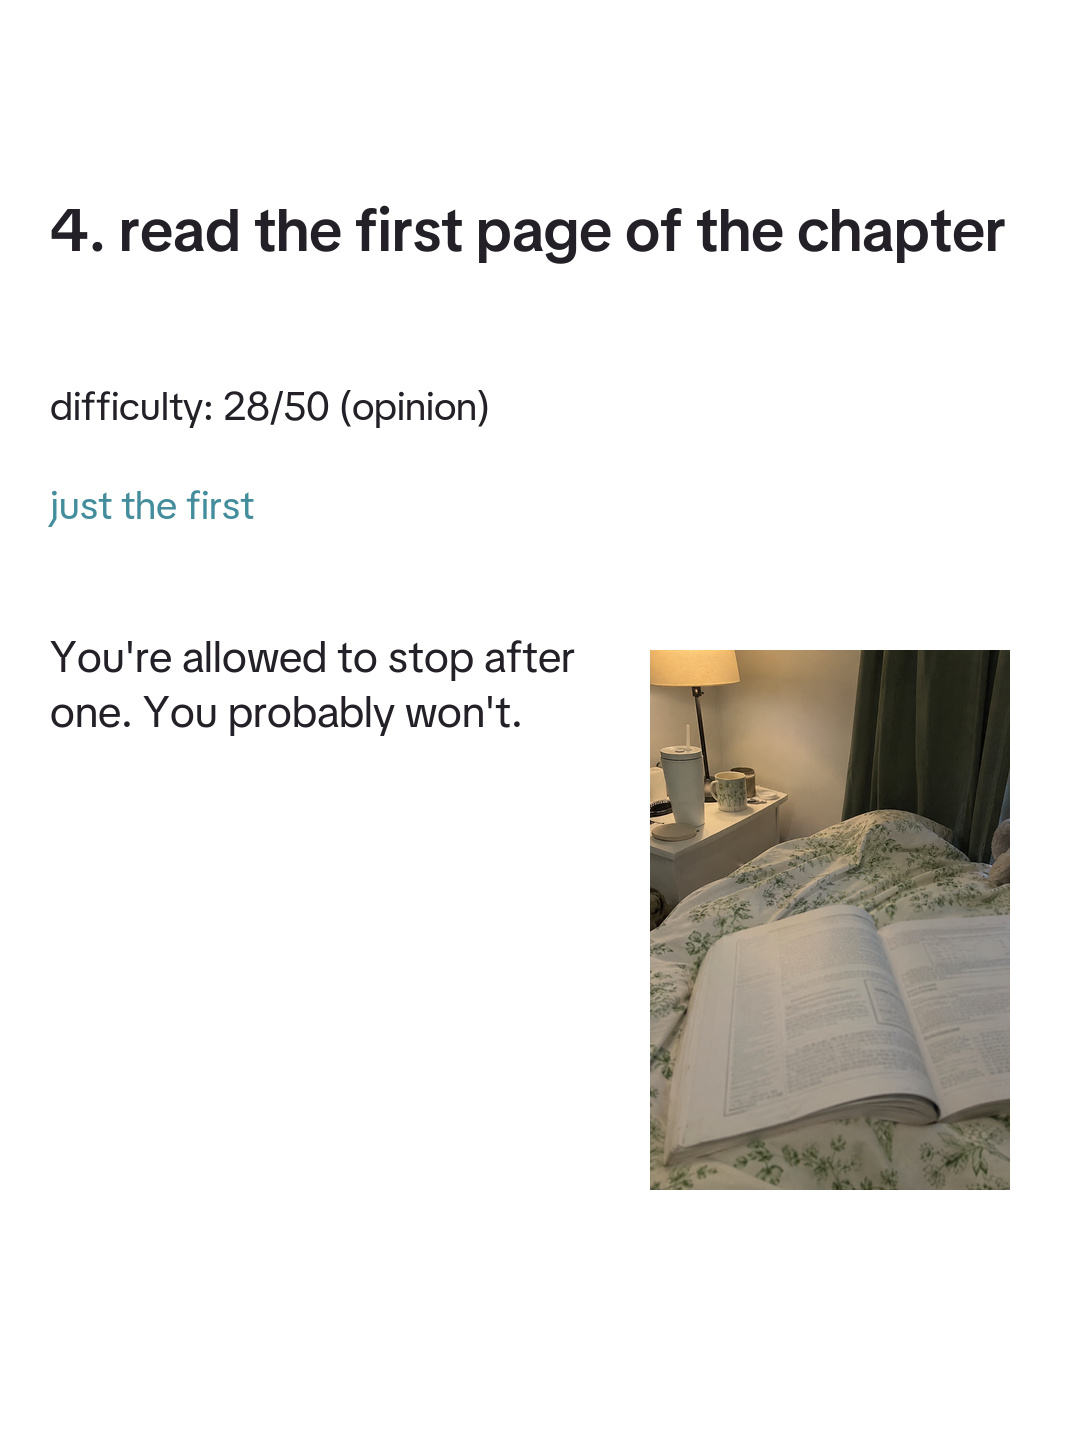 4. read the first page of the chapter
difficulty: 28/50 (opinion)
just the first
You're allowed to stop after
one. You probably won't.